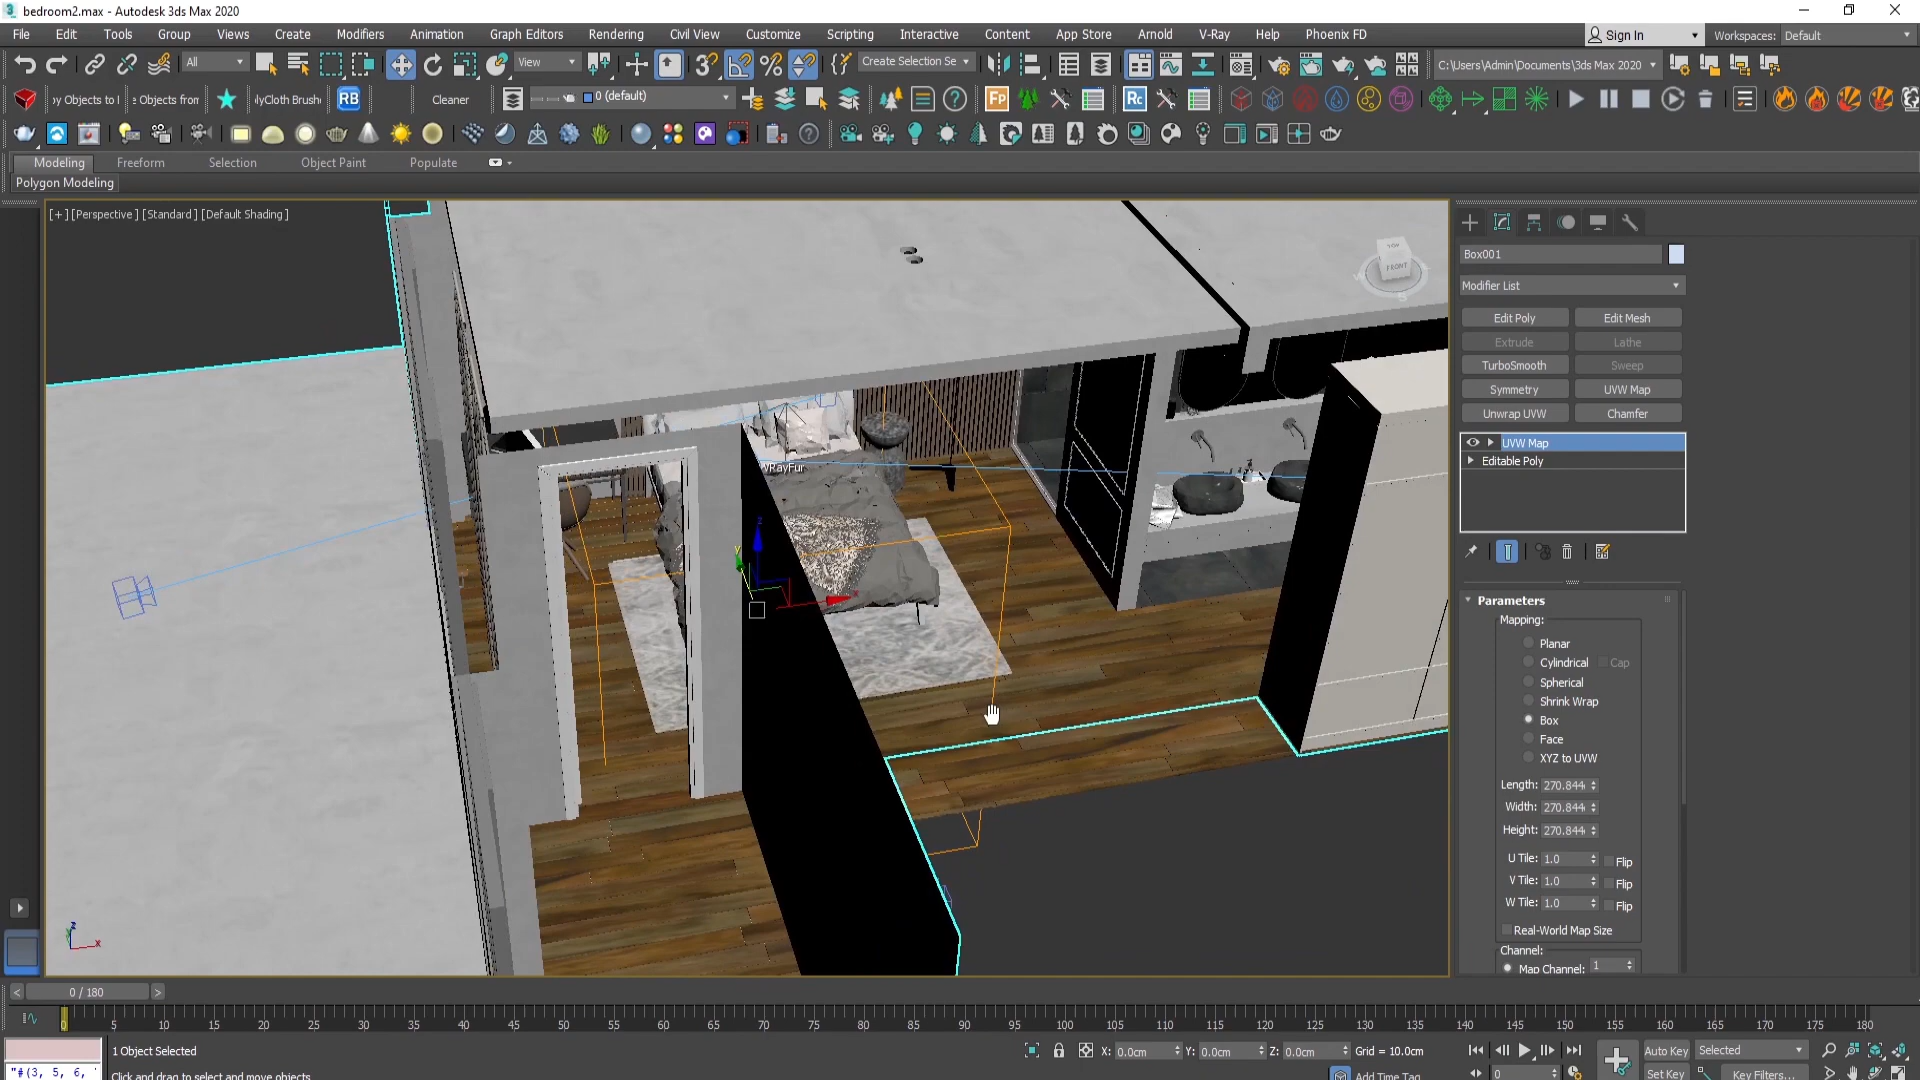 bedroom2.max - Autodesk 3ds Max 2020
File Edit Tools Group Views Create Modifiers Animation Graph Editors Rendering Civil View Customize Scripting Interactive Content App Store Arnold V-Ray Help Phoenix FD Sign In Workspaces: Default
All View Create Selection Se C:\Users\Admin\Documents\3ds Max 2020
RB Cleaner 0 (default) Fp Rc
Modeling Freeform Selection Object Paint Populate
Polygon Modeling
[+] [Perspective] [Standard] [Default Shading]
TOP
FRONT
S
VRayFur
z
x
Box001
Modifier List
Edit Poly Edit Mesh
Extrude Lathe
TurboSmooth Sweep
Symmetry UVW Map
Unwrap UVW Chamfer
UVW Map
Editable Poly
Parameters
Mapping:
Planar
Cylindrical Cap
Spherical
Shrink Wrap
Box
Face
XYZ to UVW
Length: 270.844
Width: 270.844
Height: 270.844
U Tile: 1.0 Flip
V Tile: 1.0 Flip
W Tile: 1.0 Flip
Real-World Map Size
Channel:
Map Channel: 1
0 / 180
0 5 10 15 20 25 30 35 40 45 50 55 60 65 70 75 80 85 90 95 100 105 110 115 120 125 130 135 140 145 150 155 160 165 170 175 180
1 Object Selected X: 0.0cm Y: 0.0cm Z: 0.0cm Grid = 10.0cm Auto Key Selected
"#(3, 5, 6, ' Click and drag to select and move objects Add Time Tag 0 Set Key Key Filters...